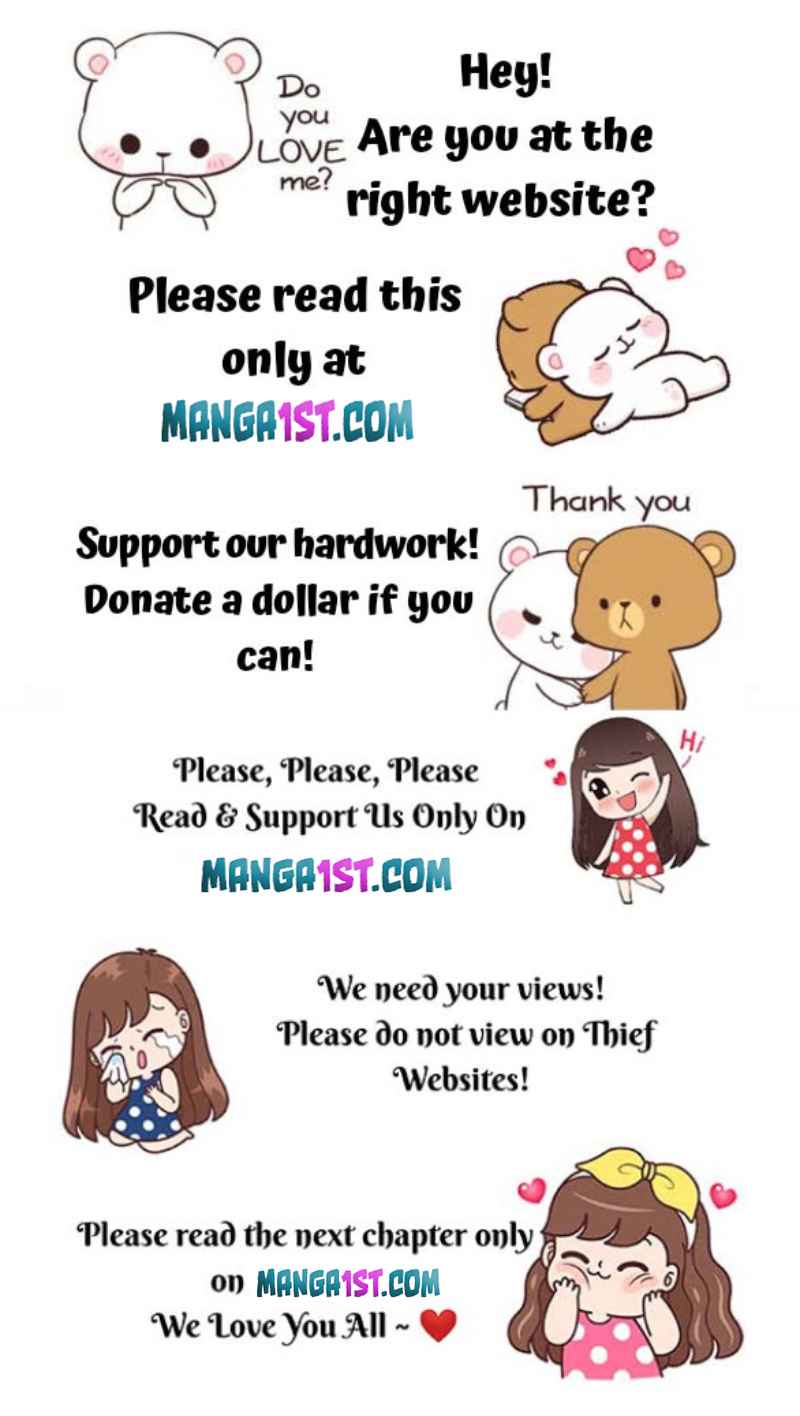 Do
you
LOVE
me?
Hey!
Are you at the
right website?
Please read this
only at
MANGA1ST.COM
Thank you
Support our hardwork!
Donate a dollar if you
can!
Hi
Please, Please, Please
Read & Support Us Only On
MANGA1ST.COM
We need your views!
Please do not view on Thief
Websites!
Please read the next chapter only
on MANGA1ST.COM
We Love You All ~ ❤